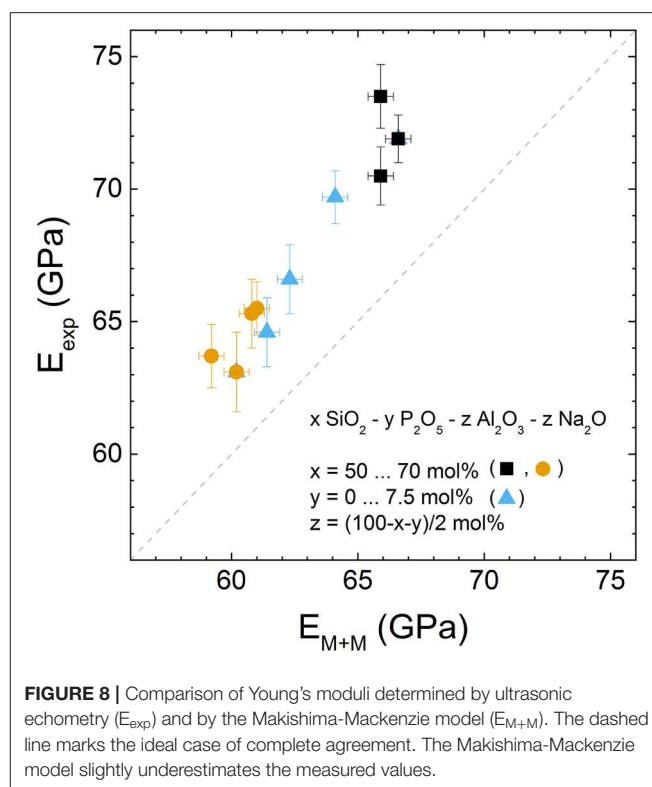 75
70
65
60
E_exp (GPa)
x SiO₂ - y P₂O₅ - z Al₂O₃ - z Na₂O
x = 50 ... 70 mol% (■, ●)
y = 0 ... 7.5 mol% (▲)
z = (100-x-y)/2 mol%
60 65 70 75
E_M+M (GPa)
FIGURE 8 | Comparison of Young's moduli determined by ultrasonic
echometry (E_exp) and by the Makishima-Mackenzie model (E_M+M). The dashed
line marks the ideal case of complete agreement. The Makishima-Mackenzie
model slightly underestimates the measured values.